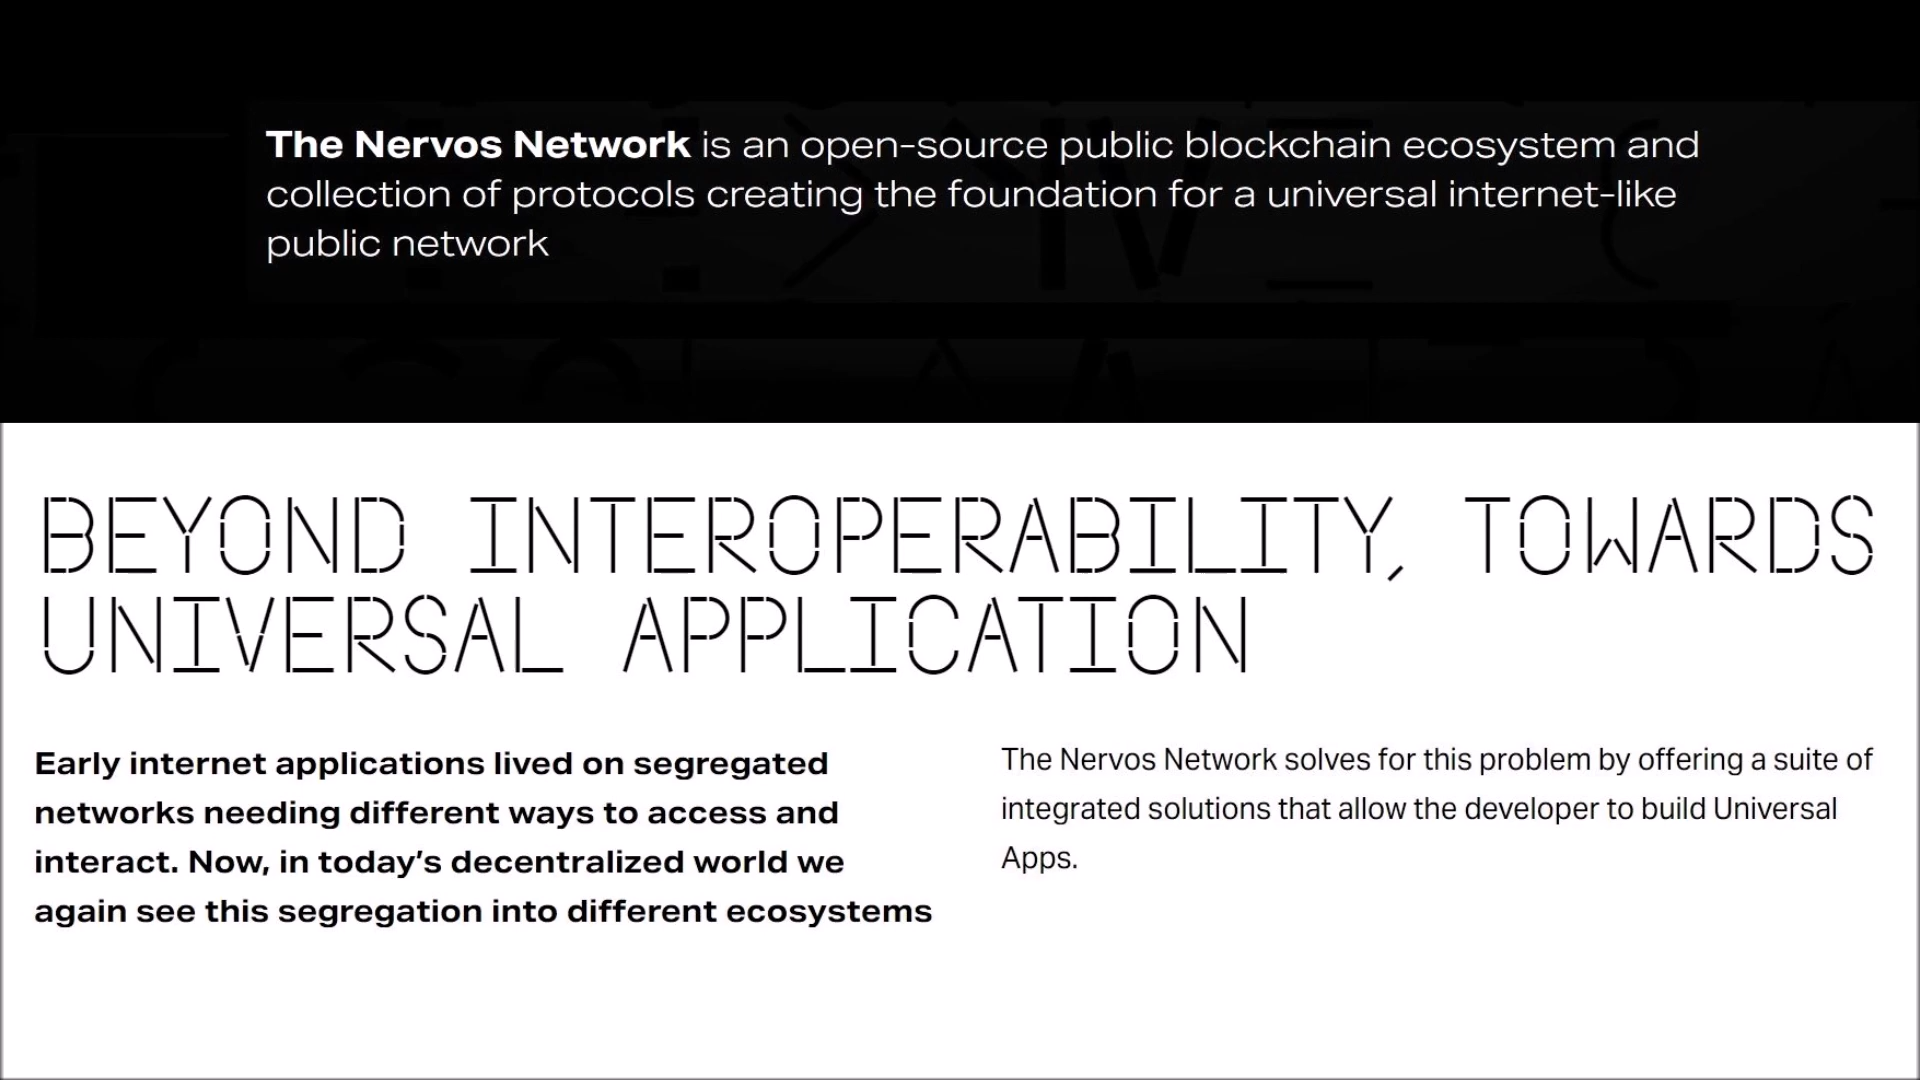 The Nervos Network is an open-source public blockchain ecosystem and
collection of protocols creating the foundation for a universal internet-like
public network
BEYOND INTEROPERABILITY, TOWARDS
UNIVERSAL APPLICATION
Early internet applications lived on segregated
networks needing different ways to access and
interact. Now, in today's decentralized world we
again see this segregation into different ecosystems
The Nervos Network solves for this problem by offering a suite of
integrated solutions that allow the developer to build Universal
Apps.